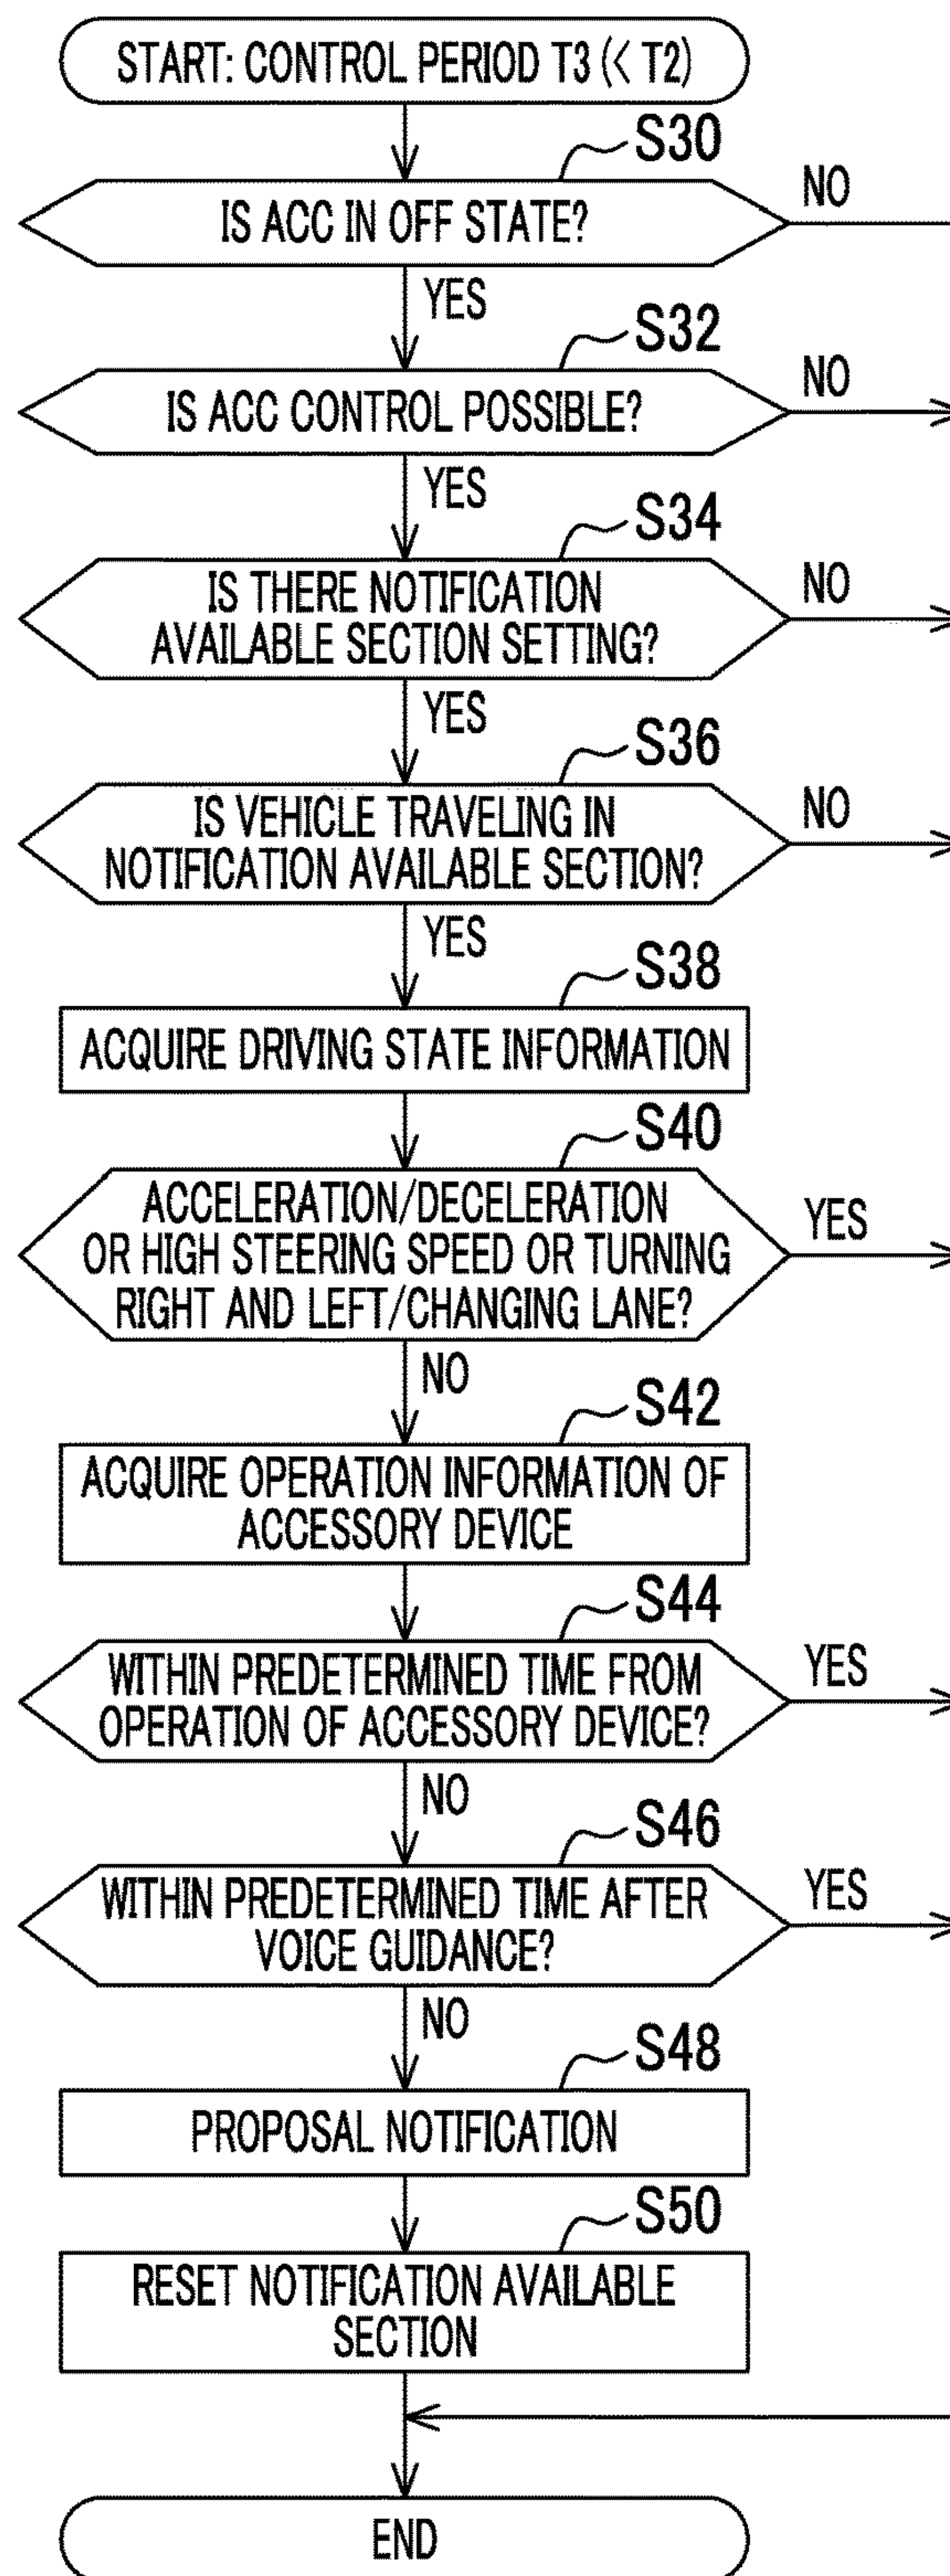 START: CONTROL PERIOD T3 (< T2)
S30
IS ACC IN OFF STATE?
NO
YES
S32
IS ACC CONTROL POSSIBLE?
NO
YES
S34
IS THERE NOTIFICATION
AVAILABLE SECTION SETTING?
NO
YES
S36
IS VEHICLE TRAVELING IN
NOTIFICATION AVAILABLE SECTION?
NO
YES
S38
ACQUIRE DRIVING STATE INFORMATION
S40
ACCELERATION/DECELERATION
OR HIGH STEERING SPEED OR TURNING
RIGHT AND LEFT/CHANGING LANE?
YES
NO
S42
ACQUIRE OPERATION INFORMATION OF
ACCESSORY DEVICE
S44
WITHIN PREDETERMINED TIME FROM
OPERATION OF ACCESSORY DEVICE?
YES
NO
S46
WITHIN PREDETERMINED TIME AFTER
VOICE GUIDANCE?
YES
NO
S48
PROPOSAL NOTIFICATION
S50
RESET NOTIFICATION AVAILABLE
SECTION
END